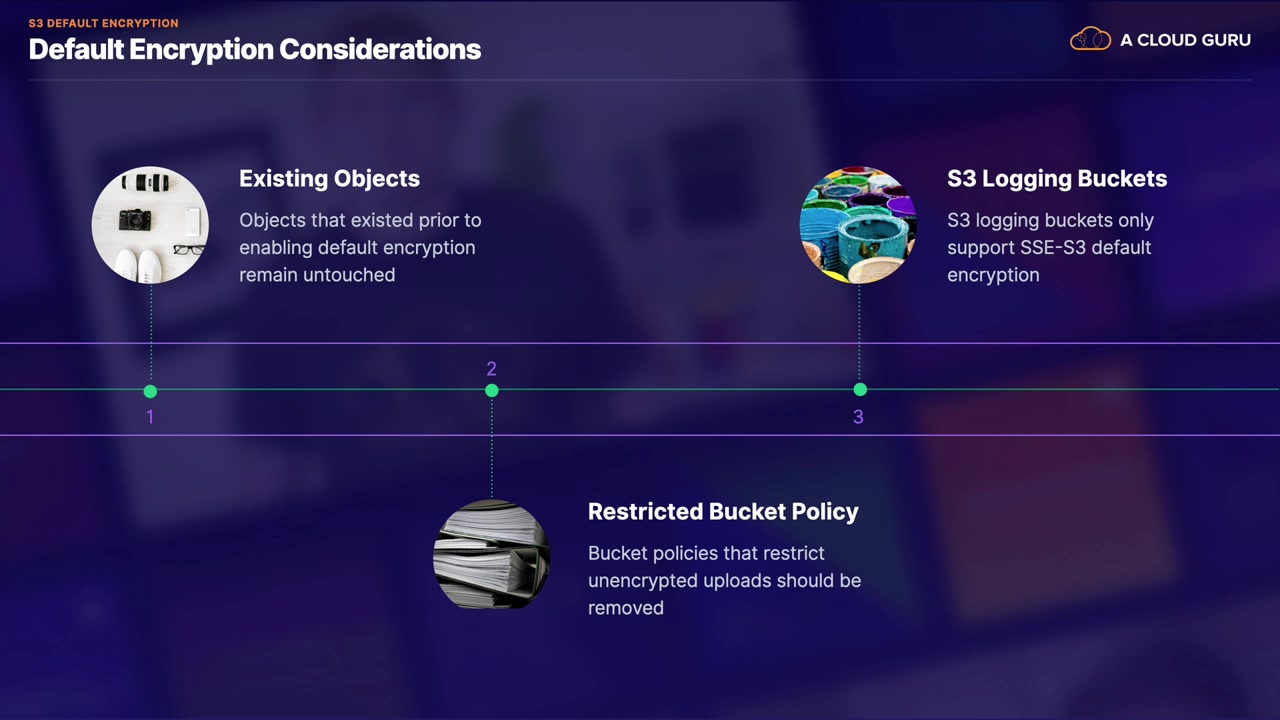 S3 DEFAULT ENCRYPTION
Default Encryption Considerations
A CLOUD GURU
Existing Objects
Objects that existed prior to
enabling default encryption
remain untouched
S3 Logging Buckets
S3 logging buckets only
support SSE-S3 default
encryption
2
1
3
Restricted Bucket Policy
Bucket policies that restrict
unencrypted uploads should be
removed